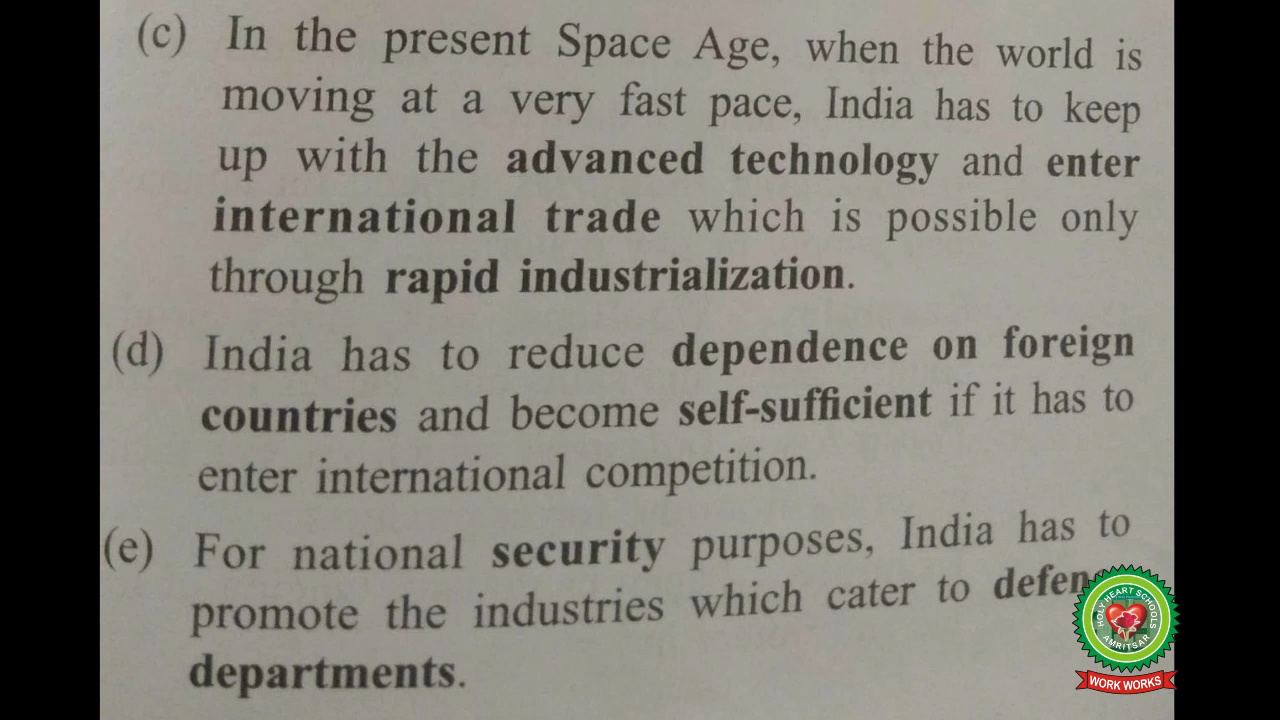 (c) In the present Space Age, when the world is
moving at a very fast pace, India has to keep
up with the advanced technology and enter
international trade which is possible only
through rapid industrialization.
(d) India has to reduce dependence on foreign
countries and become self-sufficient if it has to
enter international competition.
(e) For national security purposes, India has to
promote the industries which cater to
departments.
HOLY HEART SCHOOLS
AMRITSAR
WORK WORKS